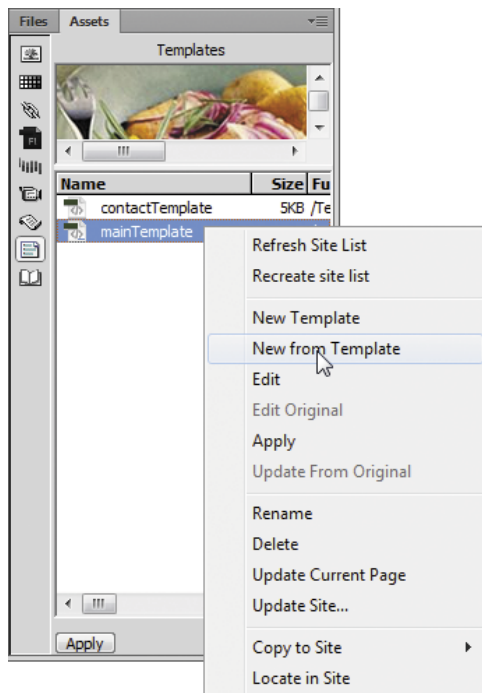 Files Assets
Templates
Name Size Fu
contactTemplate 5KB /Te
mainTemplate
Refresh Site List
Recreate site list
New Template
New from Template
Edit
Edit Original
Apply
Update From Original
Rename
Delete
Update Current Page
Update Site...
Apply
Copy to Site
Locate in Site